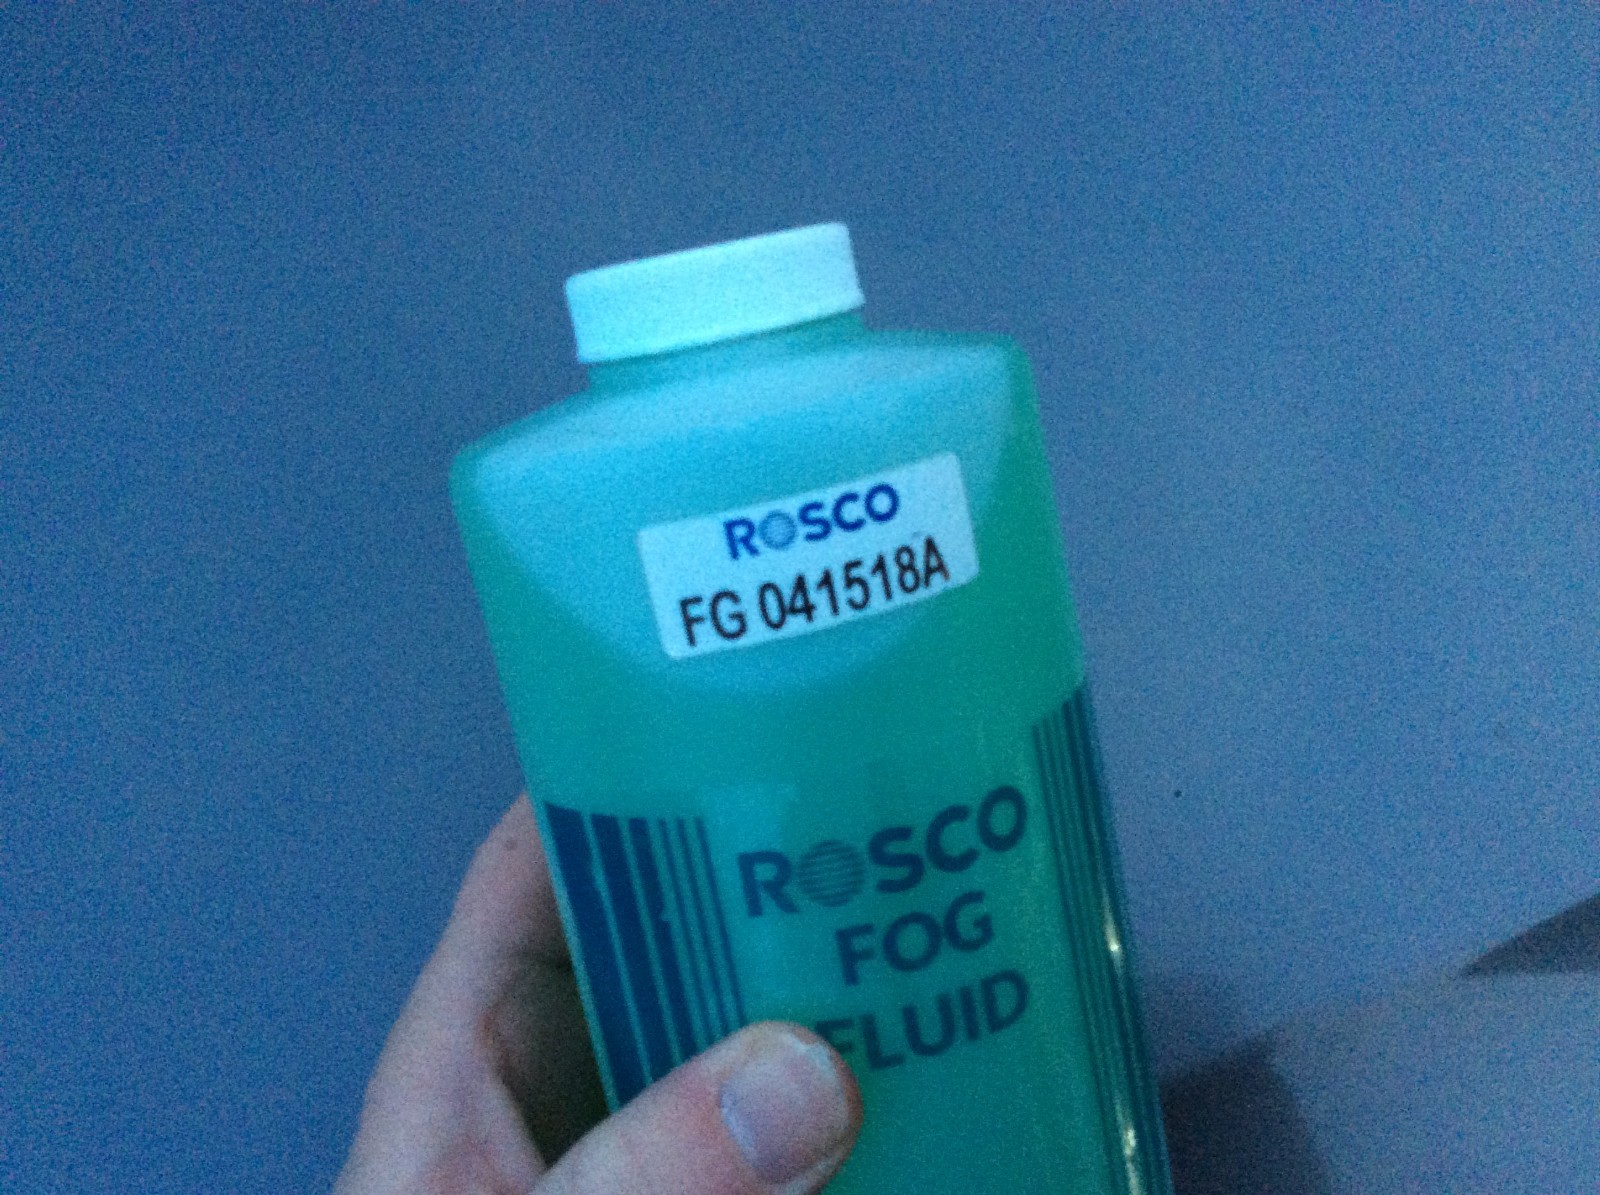 ROSCO
FG 041518A
ROSCO
FOG
FLUID